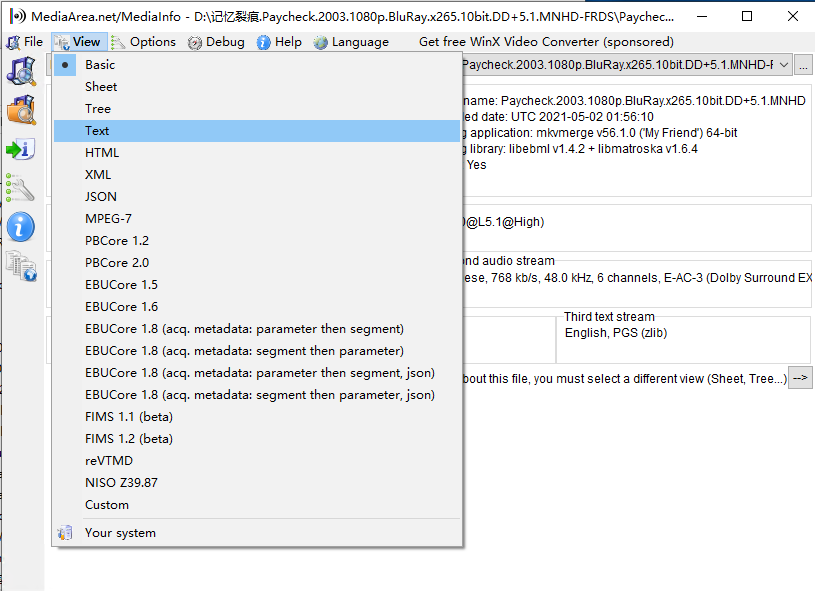 MediaArea.net/MediaInfo - D:\记忆裂痕.Paycheck.2003.1080p.BluRay.x265.10bit.DD+5.1.MNHD-FRDS\Paychec...
File View Options Debug Help Language Get free WinX Video Converter (sponsored)
Paycheck.2003.1080p.BluRay.x265.10bit.DD+5.1.MNHD-F ...
Basic
Sheet
Tree
Text
HTML
XML
JSON
MPEG-7
PBCore 1.2
PBCore 2.0
EBUCore 1.5
EBUCore 1.6
EBUCore 1.8 (acq. metadata: parameter then segment)
EBUCore 1.8 (acq. metadata: segment then parameter)
EBUCore 1.8 (acq. metadata: parameter then segment, json)
EBUCore 1.8 (acq. metadata: segment then parameter, json)
FIMS 1.1 (beta)
FIMS 1.2 (beta)
reVTMD
NISO Z39.87
Custom
Your system
name: Paycheck.2003.1080p.BluRay.x265.10bit.DD+5.1.MNHD
ed date: UTC 2021-05-02 01:56:10
g application: mkvmerge v56.1.0 ('My Friend') 64-bit
g library: libebml v1.4.2 + libmatroska v1.6.4
Yes
0@L5.1@High)
ond audio stream
ese, 768 kb/s, 48.0 kHz, 6 channels, E-AC-3 (Dolby Surround EX
Third text stream
English, PGS (zlib)
bout this file, you must select a different view (Sheet, Tree...) -->